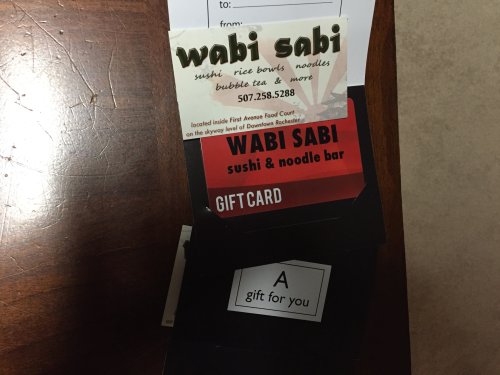 to:
from:
wabi sabi
sushi rice bowls noodles
bubble tea & more
507.258.5288
located inside First Avenue Food Court
on the skyway level of Downtown Rochester
WABI SABI
sushi & noodle bar
GIFT CARD
A
gift for you